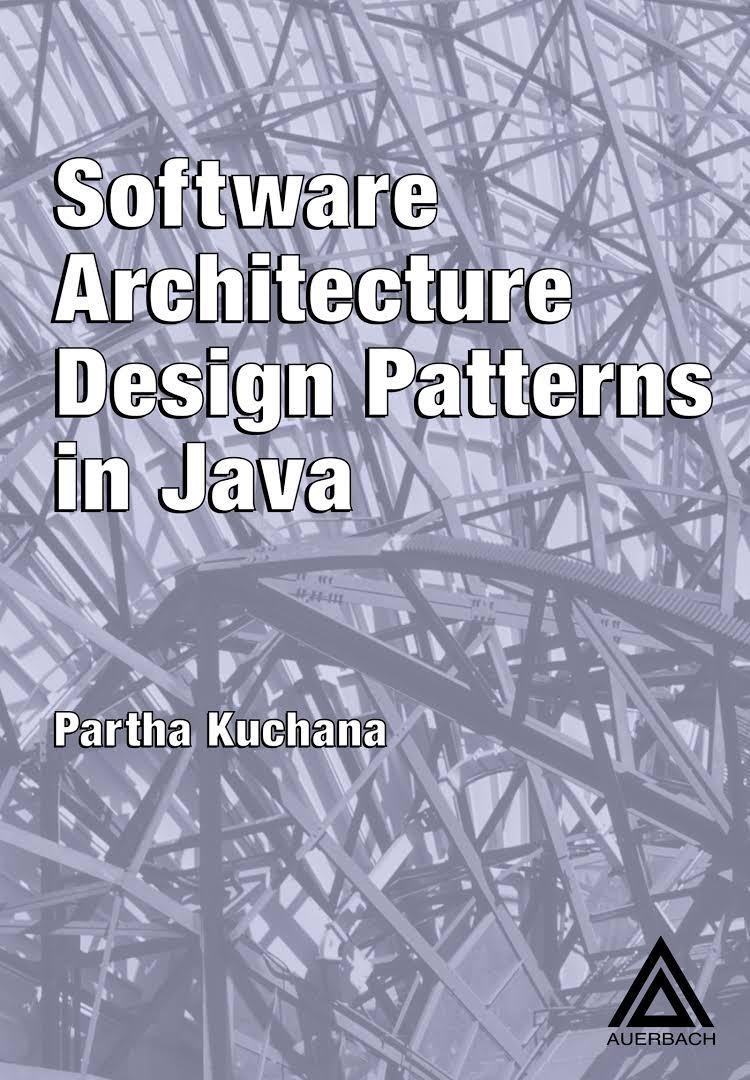 Software
Architecture
Design Patterns
in Java
Partha Kuchana
AUERBACH